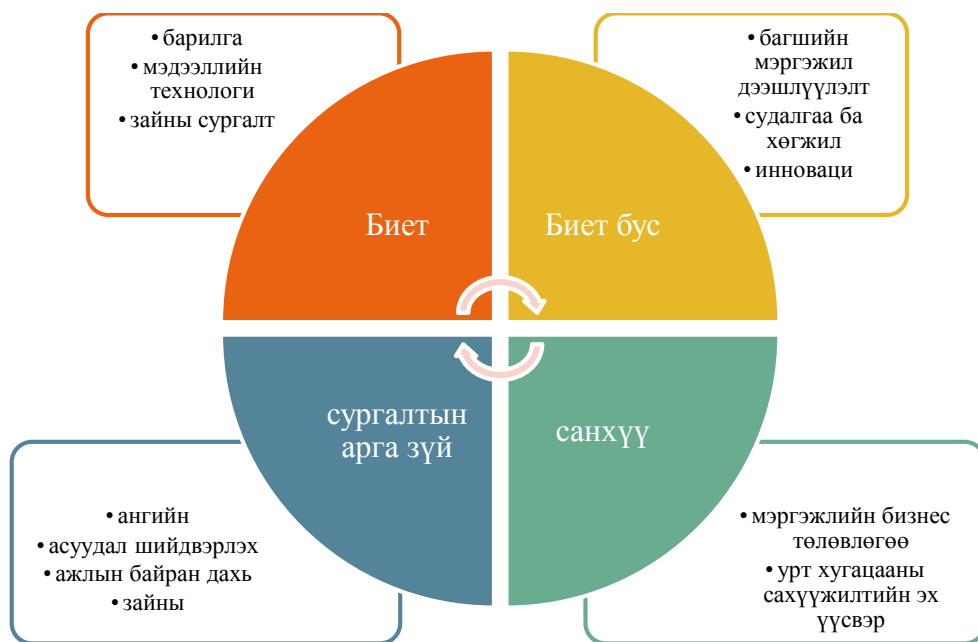 • барилга
• мэдээллийн
технологи
• зайны сургалт
• багшийн
мэргэжил
дээшлүүлэлт
• судалгаа ба
хөгжил
• инноваци
Биет
Биет бус
сургалтын
арга зүй
санхүү
• ангийн
• асуудал шийдвэрлэх
• ажлын байран дахь
• зайны
• мэргэжлийн бизнес
төлөвлөгөө
• урт хугацааны
сахүүжилтийн эх
үүсвэр